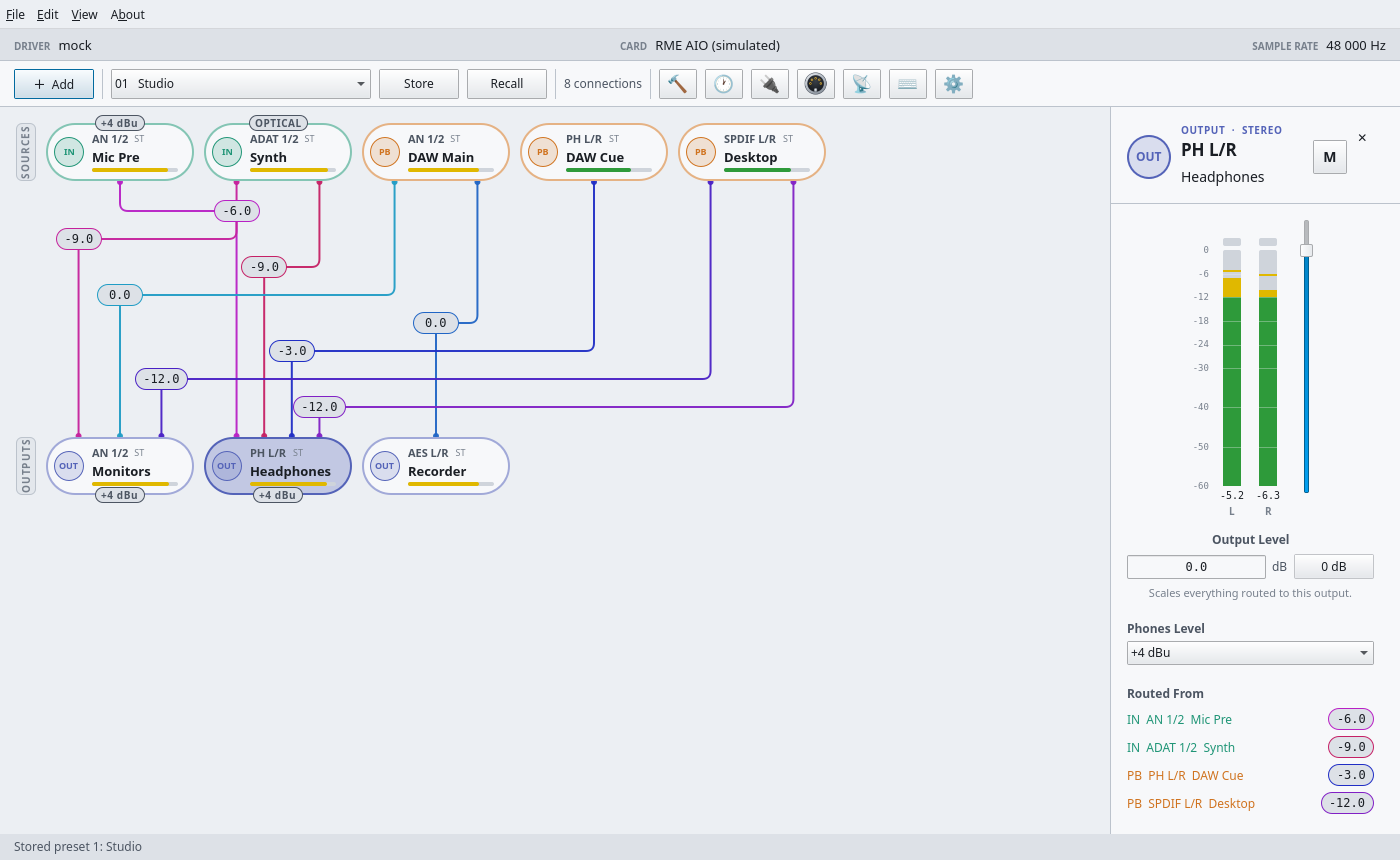 File Edit View About
DRIVER mock
CARD RME AIO (simulated)
SAMPLE RATE 48 000 Hz
+ Add
01 Studio
Store
Recall
8 connections
SOURCES
+4 dBu
IN
AN 1/2 ST
Mic Pre
OPTICAL
IN
ADAT 1/2 ST
Synth
PB
AN 1/2 ST
DAW Main
PH L/R ST
DAW Cue
PB
SPDIF L/R ST
Desktop
PB
-6.0
-9.0
-9.0
0.0
0.0
-3.0
-12.0
-12.0
OUTPUTS
OUT
AN 1/2 ST
Monitors
+4 dBu
OUT
PH L/R ST
Headphones
+4 dBu
OUT
AES L/R ST
Recorder
OUT
OUTPUT · STEREO
PH L/R
Headphones
M
×
0
-6
-12
-18
-24
-30
-40
-50
-60
-5.2 -6.3
L R
Output Level
0.0 dB 0 dB
Scales everything routed to this output.
Phones Level
+4 dBu
Routed From
IN AN 1/2 Mic Pre -6.0
IN ADAT 1/2 Synth -9.0
PB PH L/R DAW Cue -3.0
PB SPDIF L/R Desktop -12.0
Stored preset 1: Studio